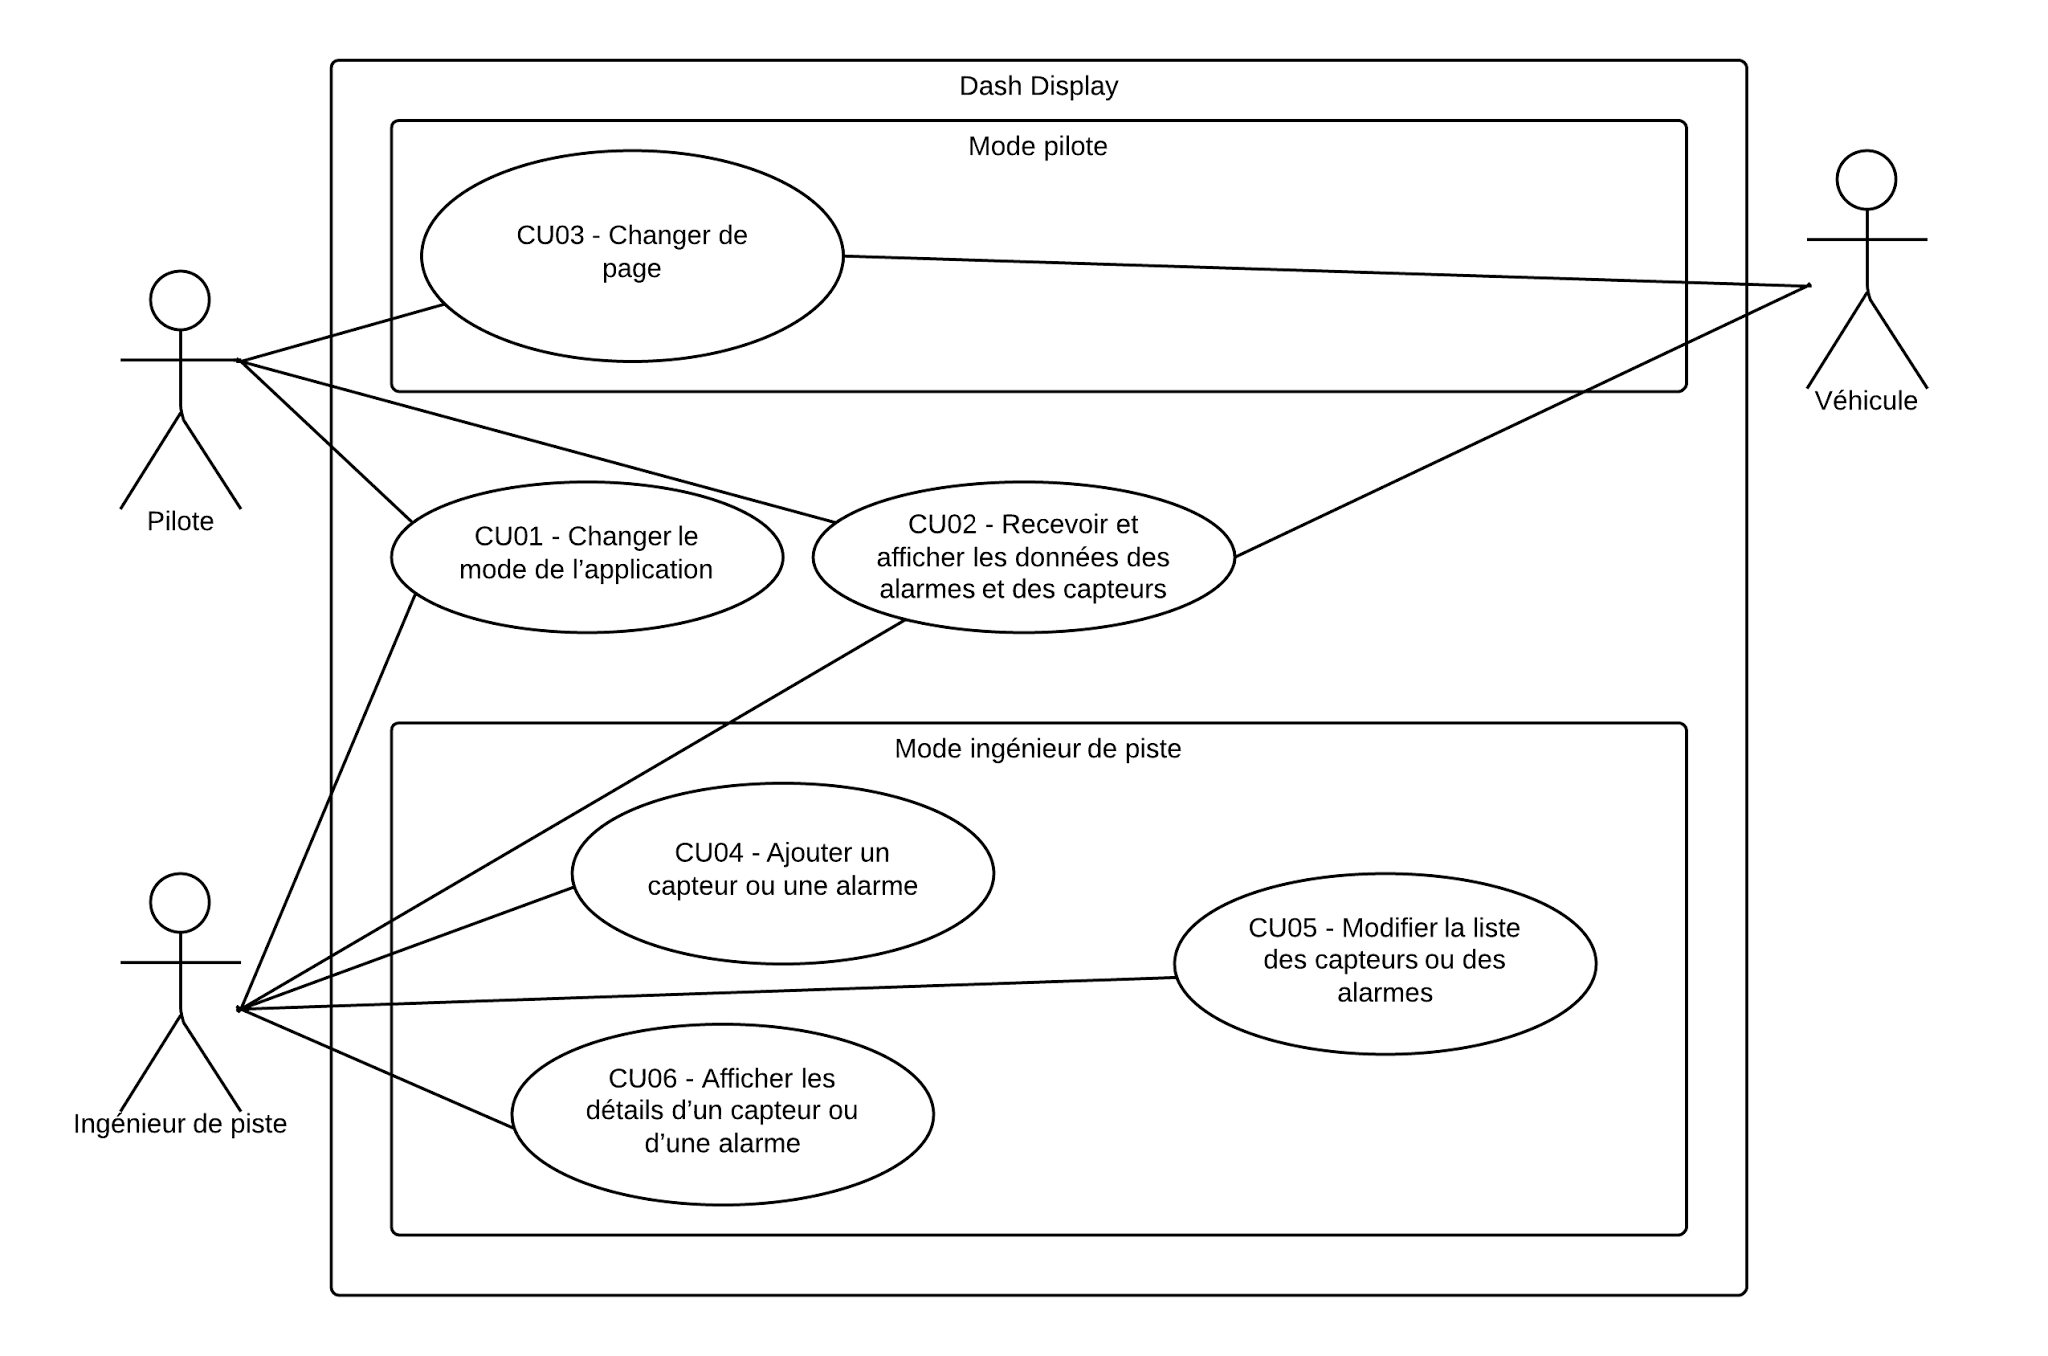 Dash Display
Mode pilote
CU03 - Changer de
page
Véhicule
Pilote
CU01 - Changer le
mode de l’application
CU02 - Recevoir et
afficher les données des
alarmes et des capteurs
Mode ingénieur de piste
CU04 - Ajouter un
capteur ou une alarme
CU05 - Modifier la liste
des capteurs ou des
alarmes
CU06 - Afficher les
détails d’un capteur ou
d’une alarme
Ingénieur de piste